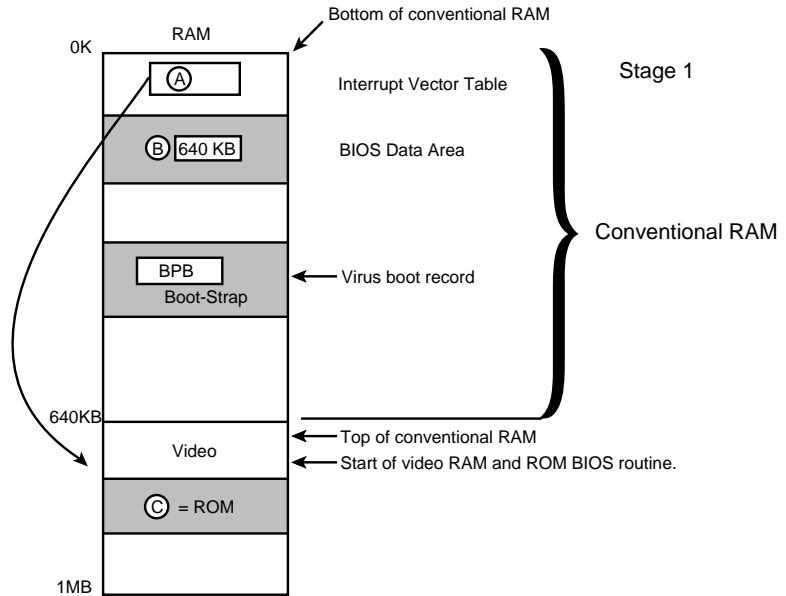 Bottom of conventional RAM
RAM
0K
Stage 1
A
Interrupt Vector Table
B 640 KB
BIOS Data Area
Conventional RAM
BPB
Virus boot record
Boot-Strap
640KB
Top of conventional RAM
Video
Start of video RAM and ROM BIOS routine.
C = ROM
1MB